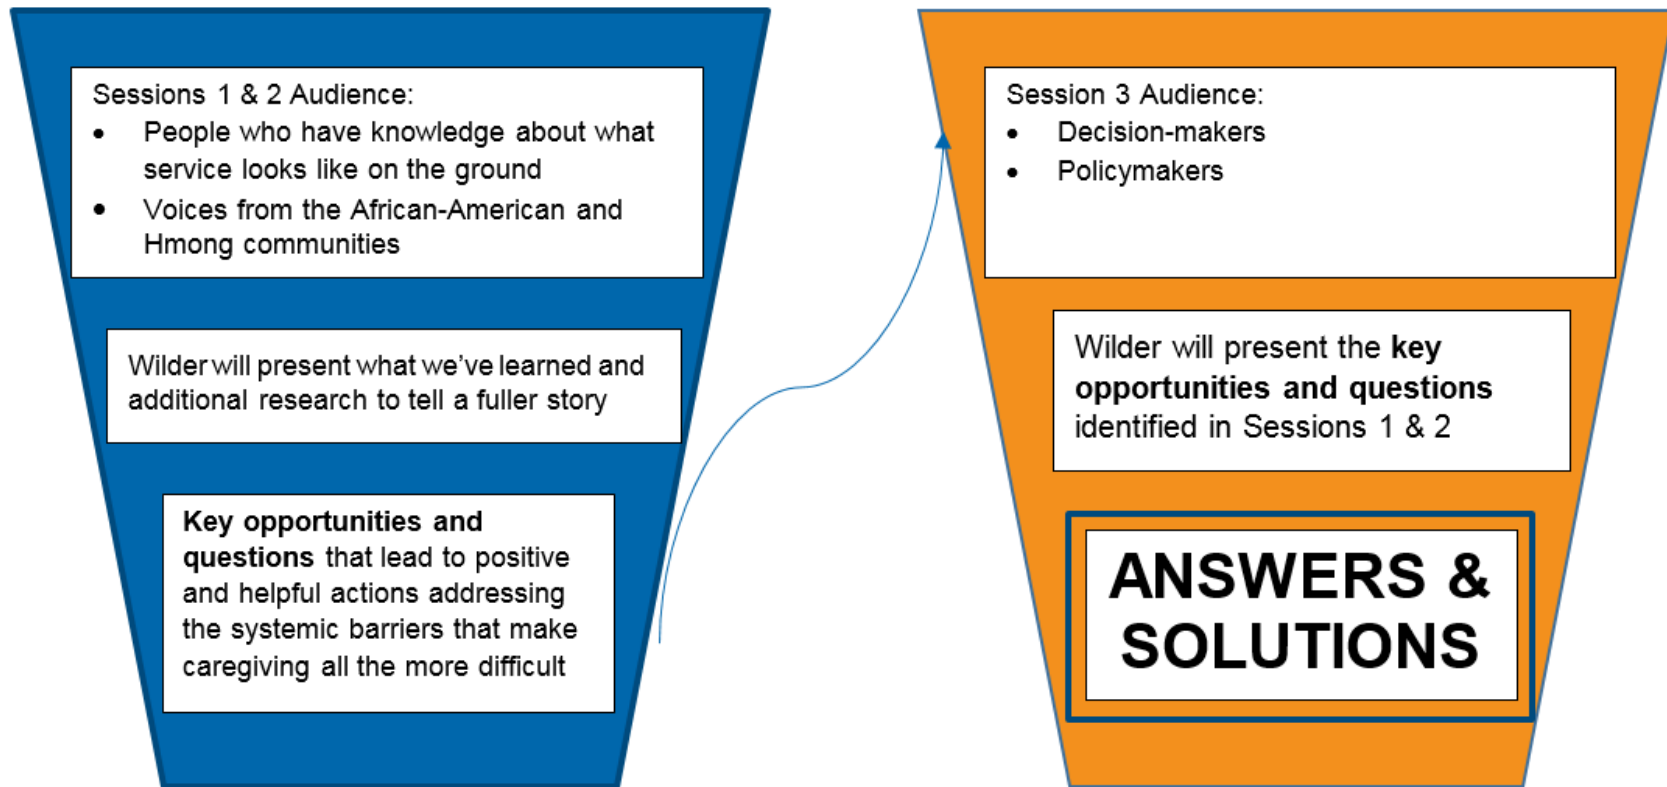 Sessions 1 & 2 Audience:
• People who have knowledge about what
service looks like on the ground
• Voices from the African-American and
Hmong communities
Wilder will present what we've learned and
additional research to tell a fuller story
Key opportunities and
questions that lead to positive
and helpful actions addressing
the systemic barriers that make
caregiving all the more difficult
Session 3 Audience:
• Decision-makers
• Policymakers
Wilder will present the key
opportunities and questions
identified in Sessions 1 & 2
ANSWERS &
SOLUTIONS